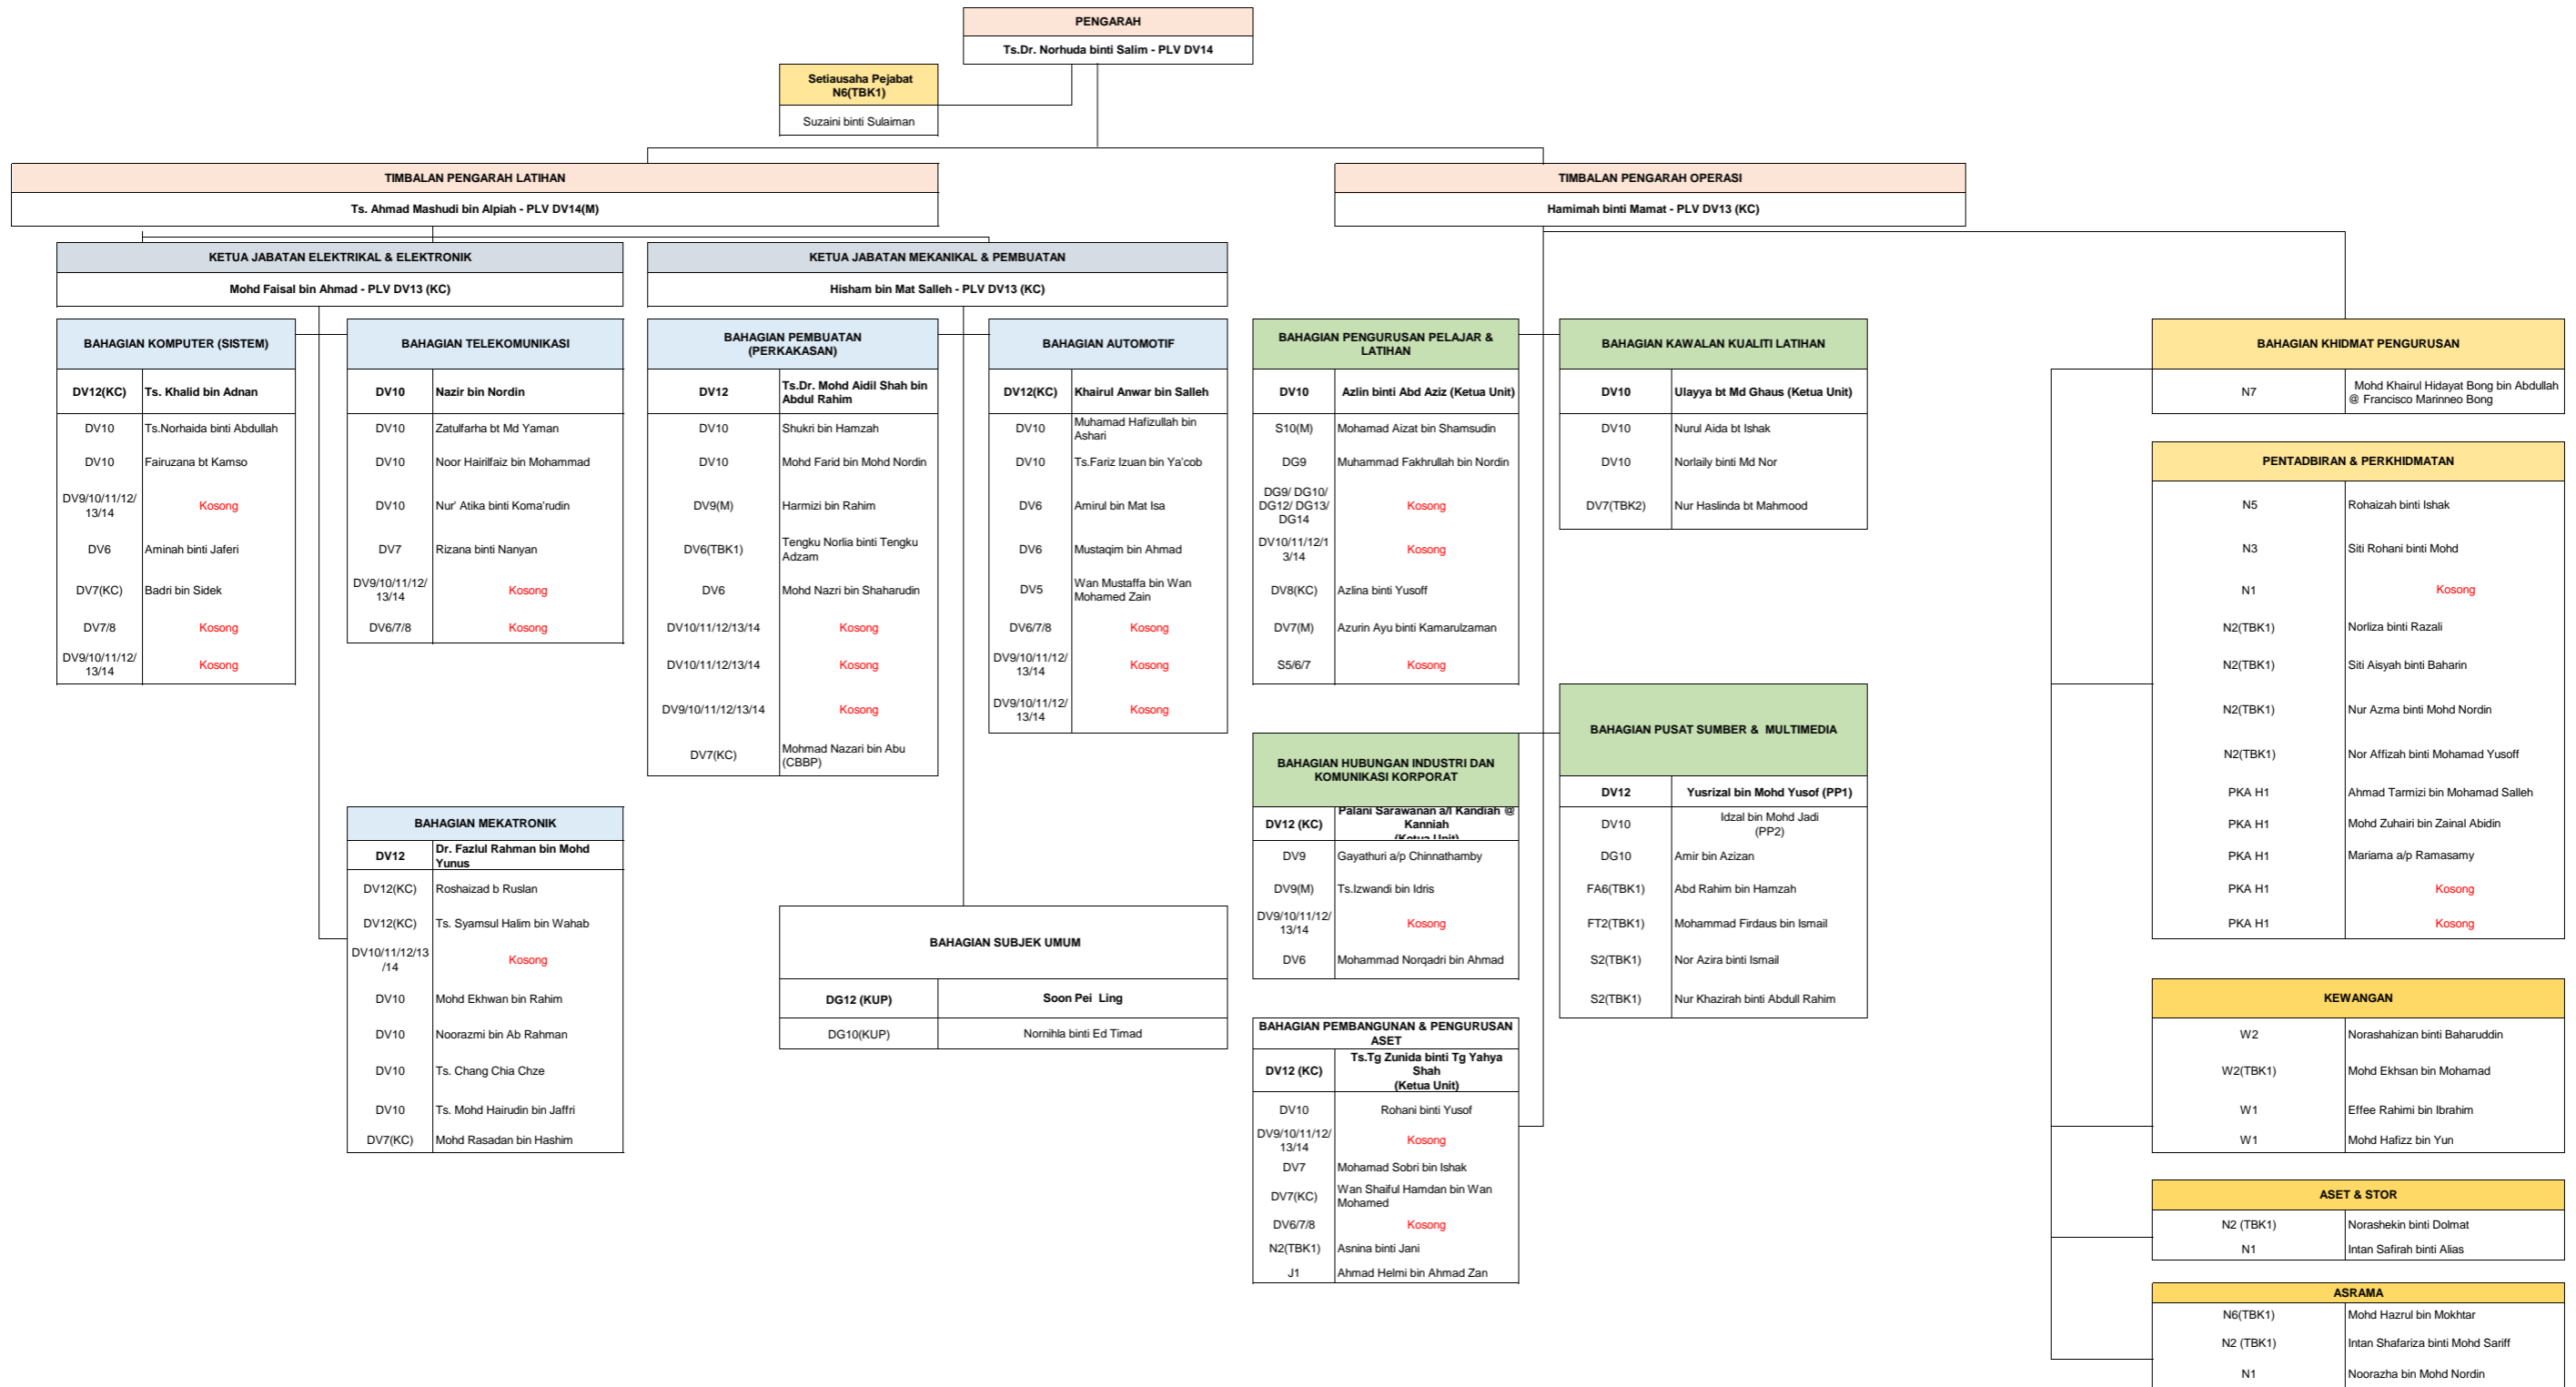 PENGARAH
Ts.Dr. Norhuda binti Salim - PLV DV14
Setiausaha Pejabat
N6(TBK1)
Suzaini binti Sulaiman
TIMBALAN PENGARAH LATIHAN
Ts. Ahmad Mashudi bin Alpiah - PLV DV14(M)
TIMBALAN PENGARAH OPERASI
Hamimah binti Mamat - PLV DV13 (KC)
KETUA JABATAN ELEKTRIKAL & ELEKTRONIK
Mohd Faisal bin Ahmad - PLV DV13 (KC)
KETUA JABATAN MEKANIKAL & PEMBUATAN
Hisham bin Mat Salleh - PLV DV13 (KC)
BAHAGIAN KOMPUTER (SISTEM)
DV12(KC) Ts. Khalid bin Adnan
DV10 Ts.Norhaida binti Abdullah
DV10 Fairuzana bt Kamso
DV9/10/11/12/
13/14 Kosong
DV6 Aminah binti Jaferi
DV7(KC) Badri bin Sidek
DV7/8 Kosong
DV9/10/11/12/
13/14 Kosong
BAHAGIAN TELEKOMUNIKASI
DV10 Nazir bin Nordin
DV10 Zatulfarha bt Md Yaman
DV10 Noor Hairilfaiz bin Mohammad
DV10 Nur' Atika binti Koma'rudin
DV7 Rizana binti Nanyan
DV9/10/11/12/
13/14 Kosong
DV6/7/8 Kosong
BAHAGIAN MEKATRONIK
DV12 Dr. Fazlul Rahman bin Mohd
Yunus
DV12(KC) Roshaizad b Ruslan
DV12(KC) Ts. Syamsul Halim bin Wahab
DV10/11/12/13
/14 Kosong
DV10 Mohd Ekhwan bin Rahim
DV10 Noorazmi bin Ab Rahman
DV10 Ts. Chang Chia Chze
DV10 Ts. Mohd Hairudin bin Jaffri
DV7(KC) Mohd Rasadan bin Hashim
BAHAGIAN PEMBUATAN
(PERKAKASAN)
DV12 Ts.Dr. Mohd Aidil Shah bin
Abdul Rahim
DV10 Shukri bin Hamzah
DV10 Mohd Farid bin Mohd Nordin
DV9(M) Harmizi bin Rahim
DV6(TBK1) Tengku Norlia binti Tengku
Adzam
DV6 Mohd Nazri bin Shaharudin
DV10/11/12/13/14 Kosong
DV10/11/12/13/14 Kosong
DV9/10/11/12/13/14 Kosong
DV7(KC) Mohmad Nazari bin Abu
(CBBP)
BAHAGIAN AUTOMOTIF
DV12(KC) Khairul Anwar bin Salleh
DV10 Muhamad Hafizullah bin
Ashari
DV10 Ts.Fariz Izuan bin Ya'cob
DV6 Amirul bin Mat Isa
DV6 Mustaqim bin Ahmad
DV5 Wan Mustaffa bin Wan
Mohamed Zain
DV6/7/8 Kosong
DV9/10/11/12/
13/14 Kosong
DV9/10/11/12/
13/14 Kosong
BAHAGIAN SUBJEK UMUM
DG12 (KUP) Soon Pei Ling
DG10(KUP) Nornihla binti Ed Timad
BAHAGIAN PENGURUSAN PELAJAR &
LATIHAN
DV10 Azlin binti Abd Aziz (Ketua Unit)
S10(M) Mohamad Aizat bin Shamsudin
DG9 Muhammad Fakhrullah bin Nordin
DG9/ DG10/
DG12/ DG13/
DG14 Kosong
DV10/11/12/1
3/14 Kosong
DV8(KC) Azlina binti Yusoff
DV7(M) Azurin Ayu binti Kamarulzaman
S5/6/7 Kosong
BAHAGIAN HUBUNGAN INDUSTRI DAN
KOMUNIKASI KORPORAT
DV12 (KC) Palani Sarawanan a/l Kandiah @
Kanniah
(Ketua Unit)
DV9 Gayathuri a/p Chinnathamby
DV9(M) Ts.Izwandi bin Idris
DV9/10/11/12/
13/14 Kosong
DV6 Mohammad Norqadri bin Ahmad
BAHAGIAN PEMBANGUNAN & PENGURUSAN
ASET
DV12 (KC) Ts.Tg Zunida binti Tg Yahya
Shah
(Ketua Unit)
DV10 Rohani binti Yusof
DV9/10/11/12/
13/14 Kosong
DV7 Mohamad Sobri bin Ishak
DV7(KC) Wan Shaiful Hamdan bin Wan
Mohamed
DV6/7/8 Kosong
N2(TBK1) Asnina binti Jani
J1 Ahmad Helmi bin Ahmad Zan
BAHAGIAN KAWALAN KUALITI LATIHAN
DV10 Ulayya bt Md Ghaus (Ketua Unit)
DV10 Nurul Aida bt Ishak
DV10 Norlaily binti Md Nor
DV7(TBK2) Nur Haslinda bt Mahmood
BAHAGIAN PUSAT SUMBER & MULTIMEDIA
DV12 Yusrizal bin Mohd Yusof (PP1)
DV10 Idzal bin Mohd Jadi
(PP2)
DG10 Amir bin Azizan
FA6(TBK1) Abd Rahim bin Hamzah
FT2(TBK1) Mohammad Firdaus bin Ismail
S2(TBK1) Nor Azira binti Ismail
S2(TBK1) Nur Khazirah binti Abdull Rahim
BAHAGIAN KHIDMAT PENGURUSAN
N7 Mohd Khairul Hidayat Bong bin Abdullah
@ Francisco Marinneo Bong
PENTADBIRAN & PERKHIDMATAN
N5 Rohaizah binti Ishak
N3 Siti Rohani binti Mohd
N1 Kosong
N2(TBK1) Norliza binti Razali
N2(TBK1) Siti Aisyah binti Baharin
N2(TBK1) Nur Azma binti Mohd Nordin
N2(TBK1) Nor Affizah binti Mohamad Yusoff
PKA H1 Ahmad Tarmizi bin Mohamad Salleh
PKA H1 Mohd Zuhairi bin Zainal Abidin
PKA H1 Mariama a/p Ramasamy
PKA H1 Kosong
PKA H1 Kosong
KEWANGAN
W2 Norashahizan binti Baharuddin
W2(TBK1) Mohd Ekhsan bin Mohamad
W1 Effee Rahimi bin Ibrahim
W1 Mohd Hafizz bin Yun
ASET & STOR
N2 (TBK1) Norashekin binti Dolmat
N1 Intan Safirah binti Alias
ASRAMA
N6(TBK1) Mohd Hazrul bin Mokhtar
N2 (TBK1) Intan Shafariza binti Mohd Sariff
N1 Noorazha bin Mohd Nordin